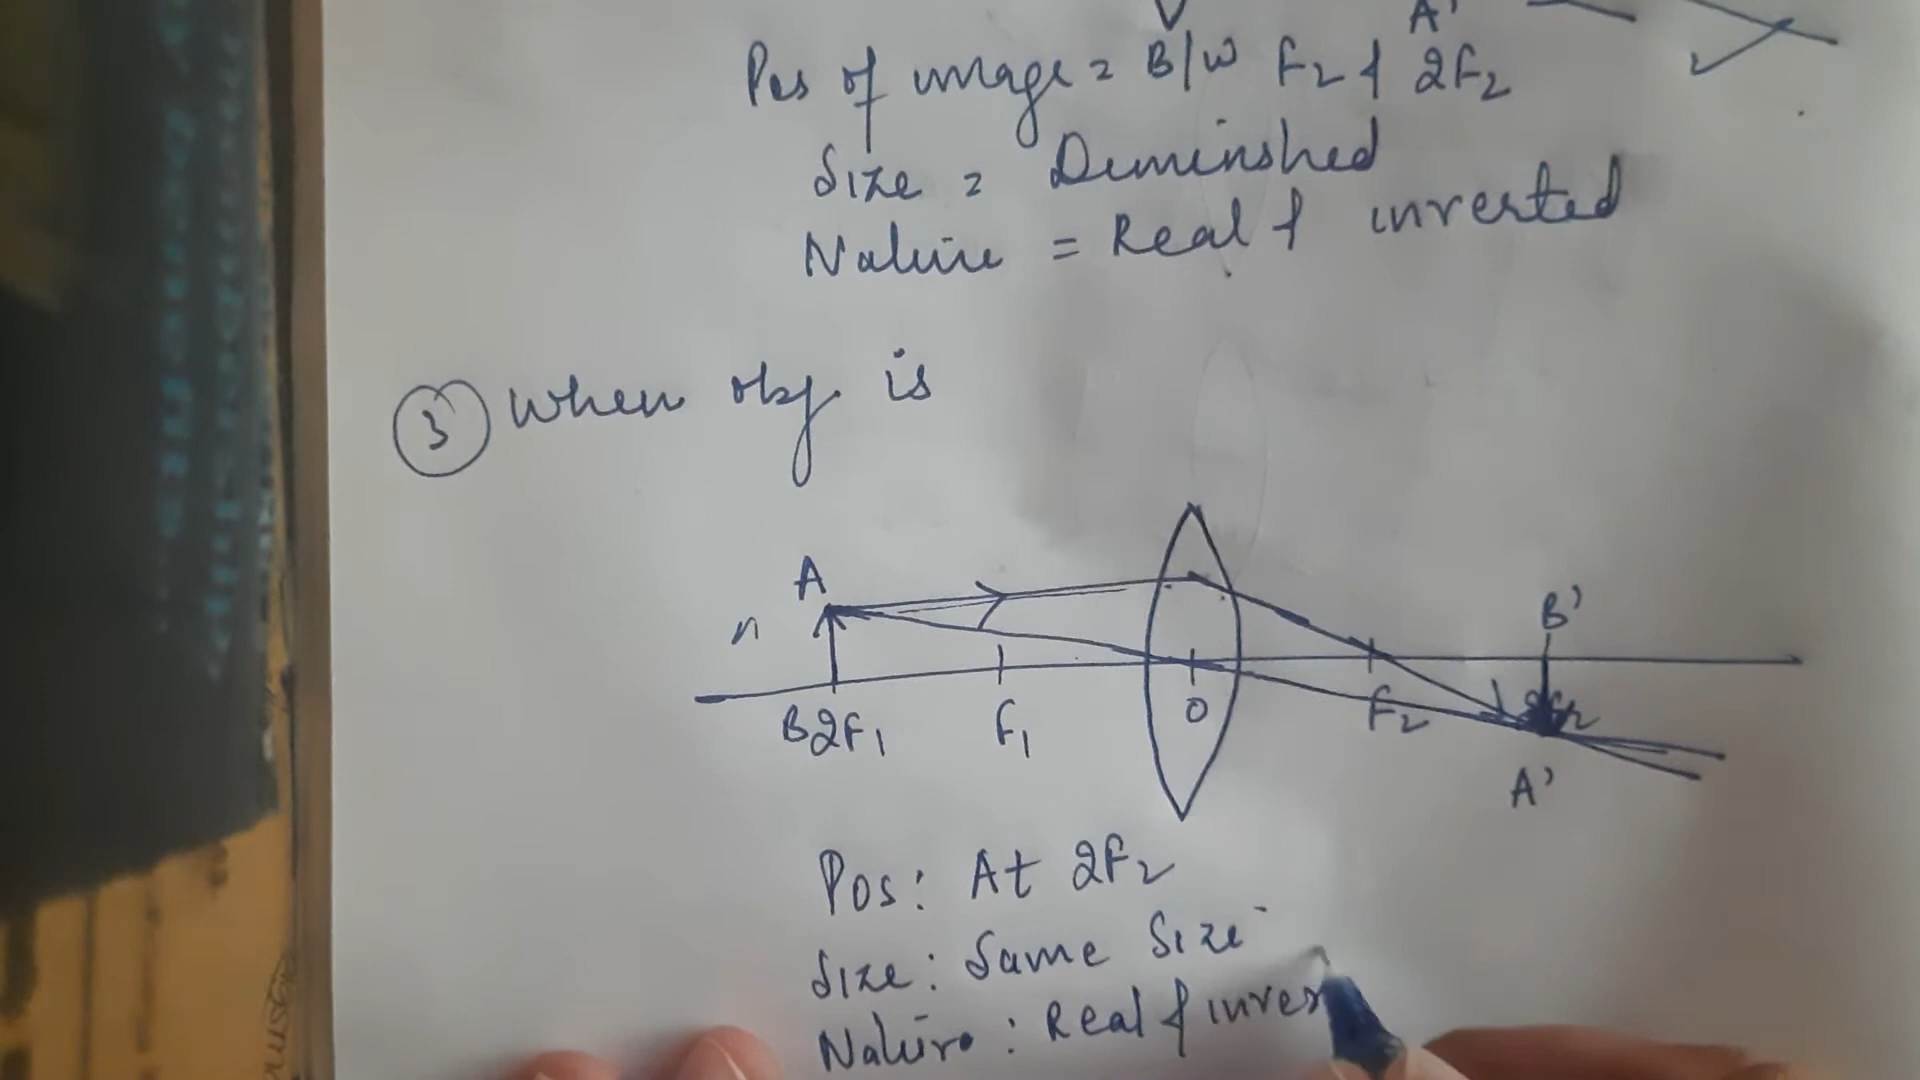 A'
Pos of image = B/W F2 & 2F2
Size = Diminshed
Nature = Real & inverted
3 When obj. is
A
B'
B 2F1
F1
O
F2
2F2
A'
Pos: At 2F2
Size: Same Size
Nature: Real & inver